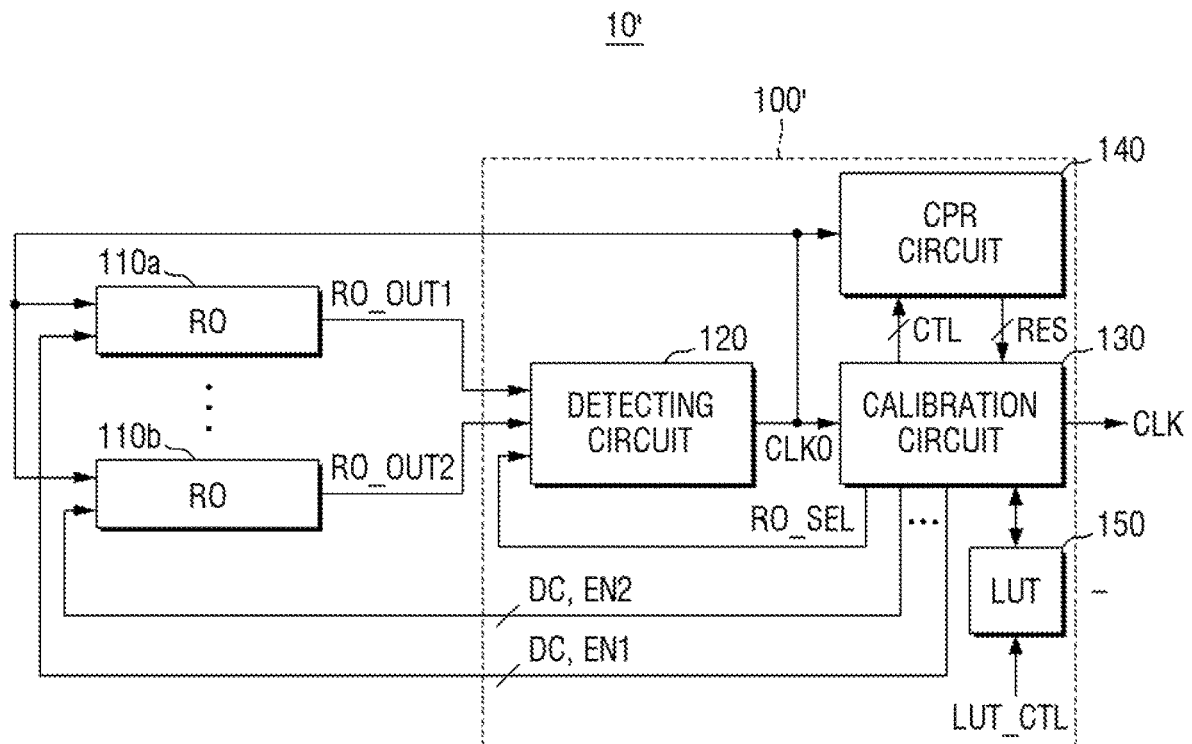 10'
100'
140
CPR
CIRCUIT
110a
RO
RO_OUT1
CTL
RES
120
130
DETECTING
CIRCUIT
CLK0
CALIBRATION
CIRCUIT
CLK
110b
RO
RO_OUT2
RO_SEL
150
LUT
DC, EN2
DC, EN1
LUT_CTL